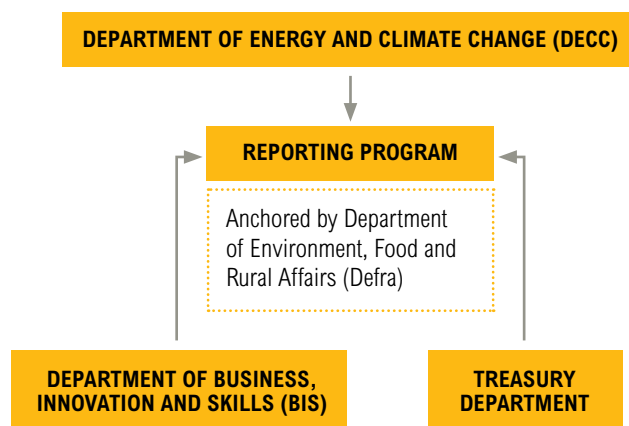 DEPARTMENT OF ENERGY AND CLIMATE CHANGE (DECC)
REPORTING PROGRAM
Anchored by Department
of Environment, Food and
Rural Affairs (Defra)
DEPARTMENT OF BUSINESS,
INNOVATION AND SKILLS (BIS)
TREASURY
DEPARTMENT